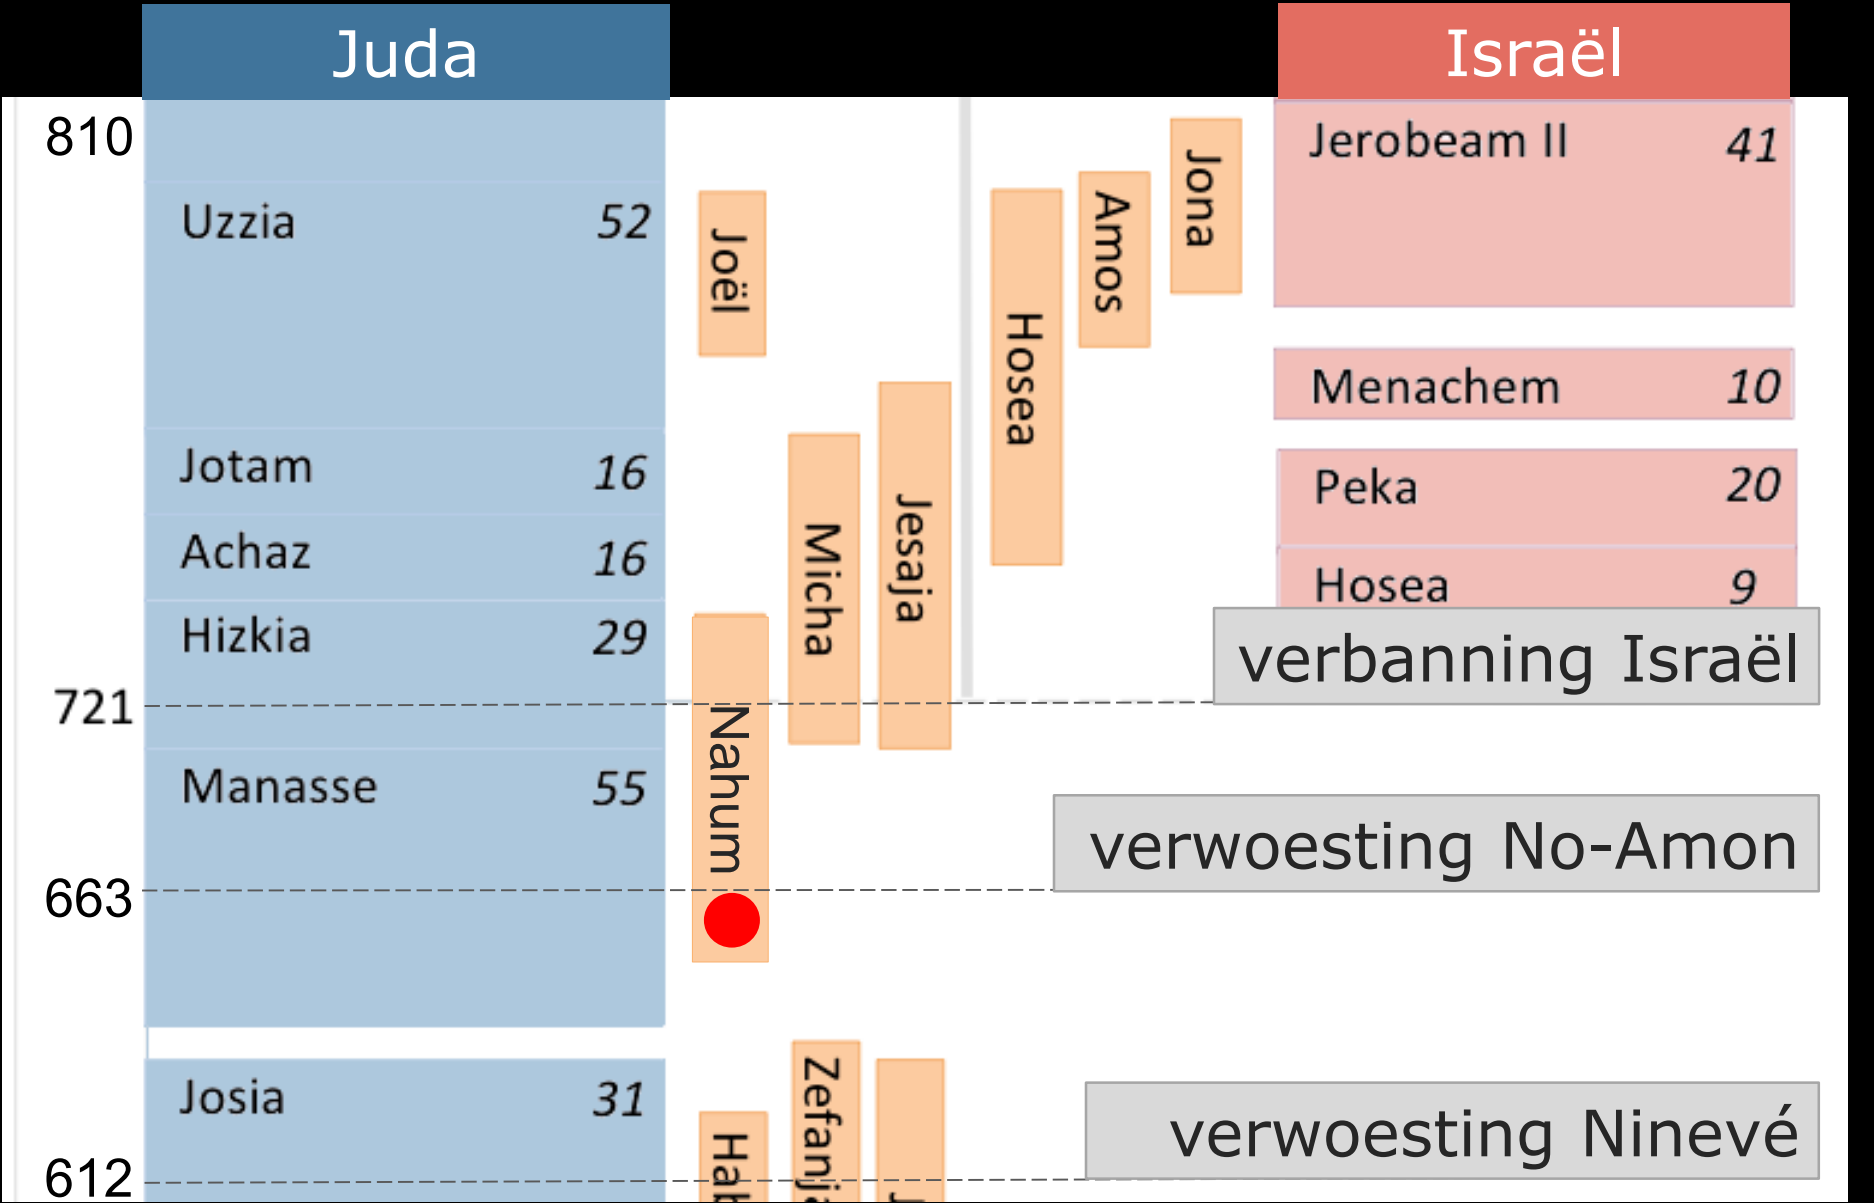 Juda
Israël
810
Uzzia 52
Jotam 16
Achaz 16
Hizkia 29
721
Manasse 55
663
Josia 31
612
Joël
Micha
Jesaja
Nahum
Zefanja
Hosea
Amos
Jona
Jerobeam II 41
Menachem 10
Peka 20
Hosea 9
verbanning Israël
verwoesting No-Amon
verwoesting Ninevé